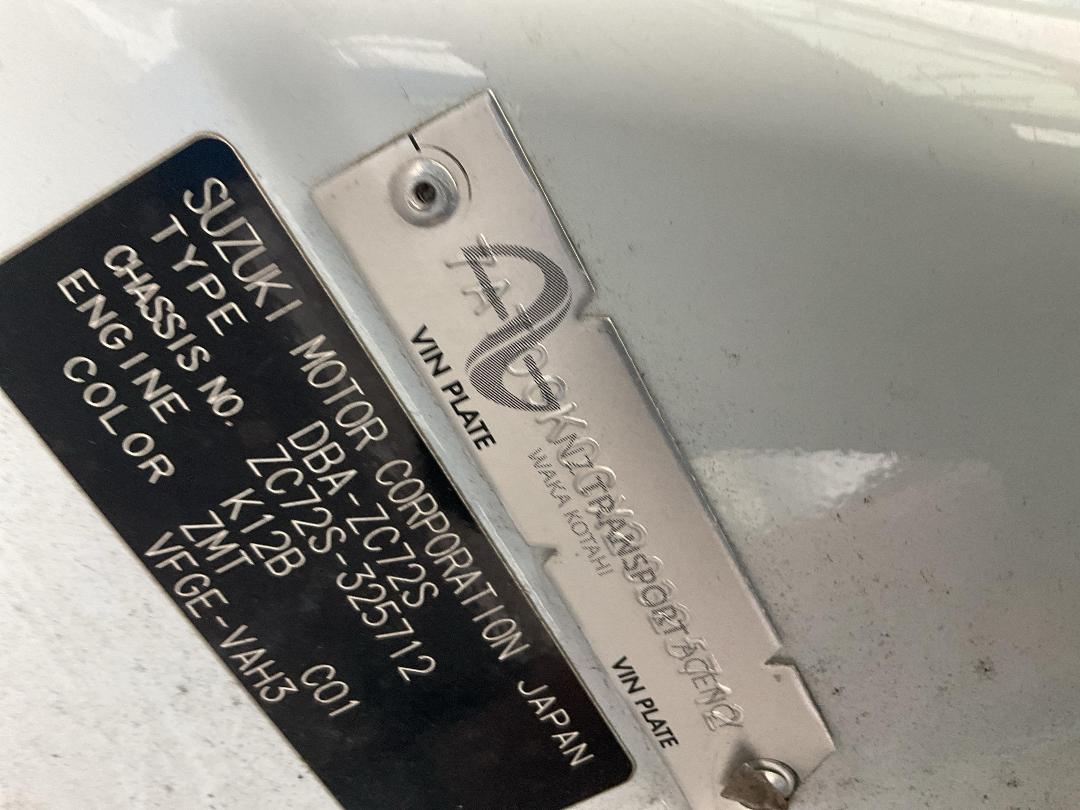 SUZUKI MOTOR CORPORATION JAPAN
TYPE DBA-ZC72S
CHASSIS NO. ZC72S-325712
ENGINE K12B
COLOR ZMT C01
VFGE-VAH3
VIN PLATE
NZ TRANSPORT AGENCY
WAKA KOTAHI
VIN PLATE